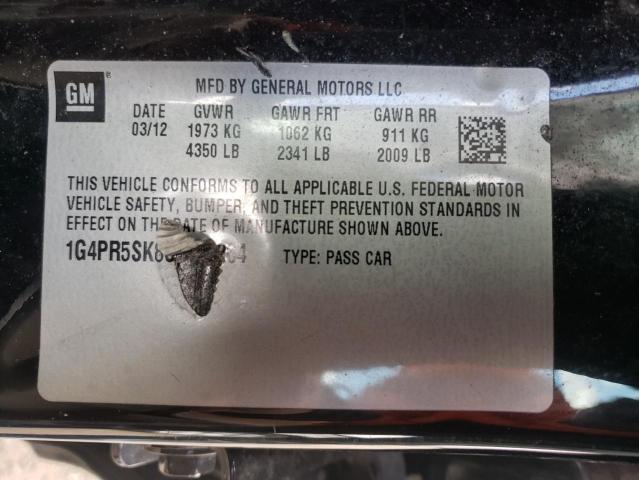 GM ®
MFD BY GENERAL MOTORS LLC
DATE GVWR GAWR FRT GAWR RR
03/12 1973 KG 1062 KG 911 KG
4350 LB 2341 LB 2009 LB
THIS VEHICLE CONFORMS TO ALL APPLICABLE U.S. FEDERAL MOTOR
VEHICLE SAFETY, BUMPER, AND THEFT PREVENTION STANDARDS IN
EFFECT ON THE DATE OF MANUFACTURE SHOWN ABOVE.
TYPE: PASS CAR